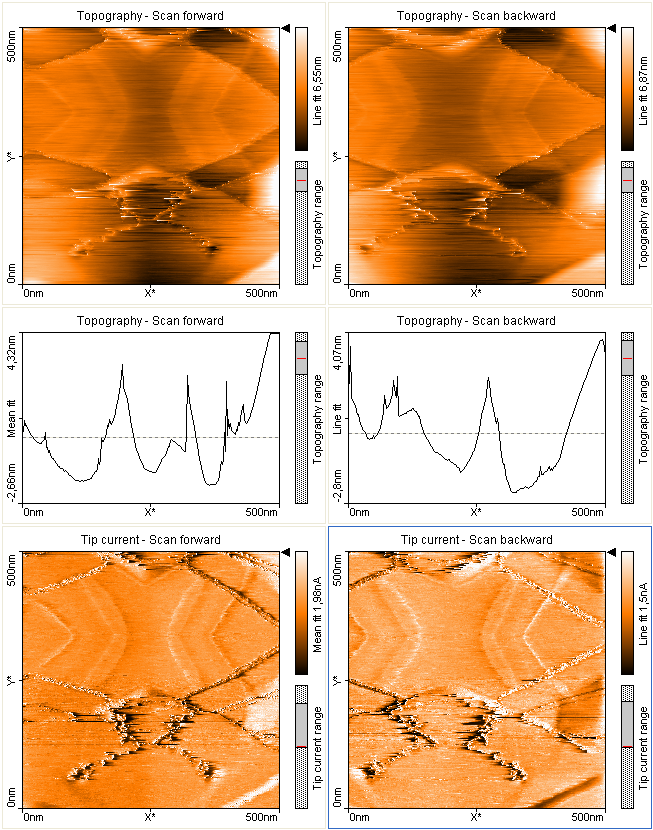 Topography - Scan forward
500nm
Y*
0nm
0nm
X*
500nm
Line fit 6,55nm
Topography range
Topography - Scan backward
500nm
Y*
0nm
0nm
X*
500nm
Line fit 6,87nm
Topography range
Topography - Scan forward
4,32nm
Mean fit
-2,66nm
0nm
X*
500nm
Topography range
Topography - Scan backward
4,07nm
Line fit
-2,8nm
0nm
X*
500nm
Topography range
Tip current - Scan forward
500nm
Y*
0nm
0nm
X*
500nm
Mean fit 1,98nA
Tip current range
Tip current - Scan backward
500nm
Y*
0nm
0nm
X*
500nm
Line fit 1,5nA
Tip current range